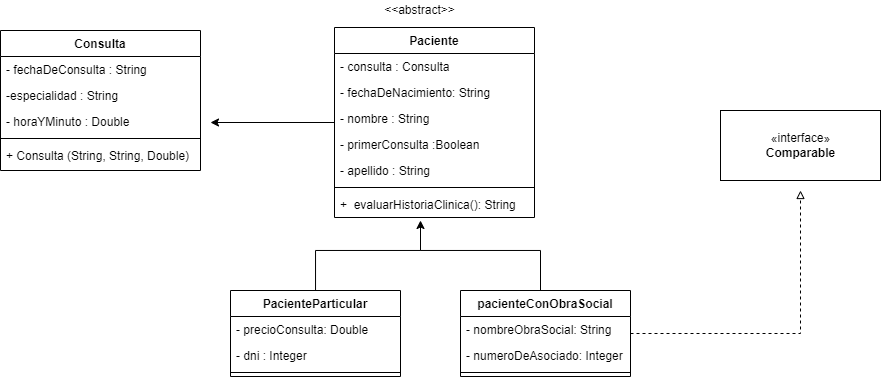 <<abstract>>
Consulta
- fechaDeConsulta : String
-especialidad : String
- horaYMinuto : Double
+ Consulta (String, String, Double)
Paciente
- consulta : Consulta
- fechaDeNacimiento: String
- nombre : String
- primerConsulta :Boolean
- apellido : String
+ evaluarHistoriaClinica(): String
«interface»
Comparable
PacienteParticular
- precioConsulta: Double
- dni : Integer
pacienteConObraSocial
- nombreObraSocial: String
- numeroDeAsociado: Integer